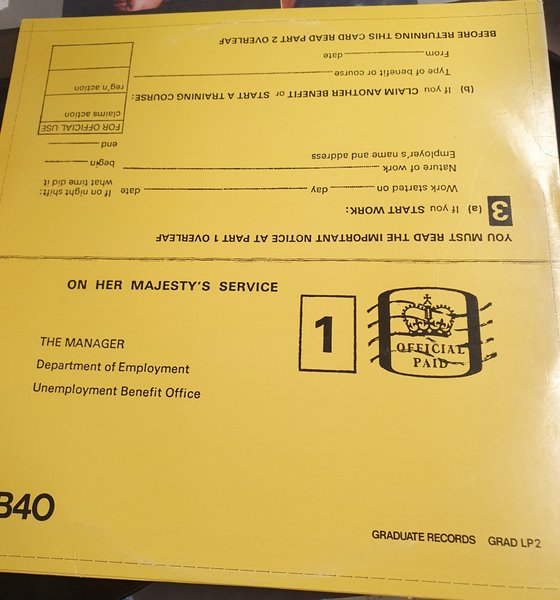 BEFORE RETURNING THIS CARD READ PART 2 OVERLEAF
From date
Type of benefit or course
(b) If you CLAIM ANOTHER BENEFIT or START A TRAINING COURSE:
Employer's name and address
Nature of work
Work started on day date
3 (a) If you START WORK:
YOU MUST READ THE IMPORTANT NOTICE AT PART 1 OVERLEAF
reg'n action
claims action
FOR OFFICIAL USE
end
begin
If on night shift:
what time did it
ON HER MAJESTY'S SERVICE
1
OFFICIAL
PAID
THE MANAGER
Department of Employment
Unemployment Benefit Office
B40
GRADUATE RECORDS GRAD LP2